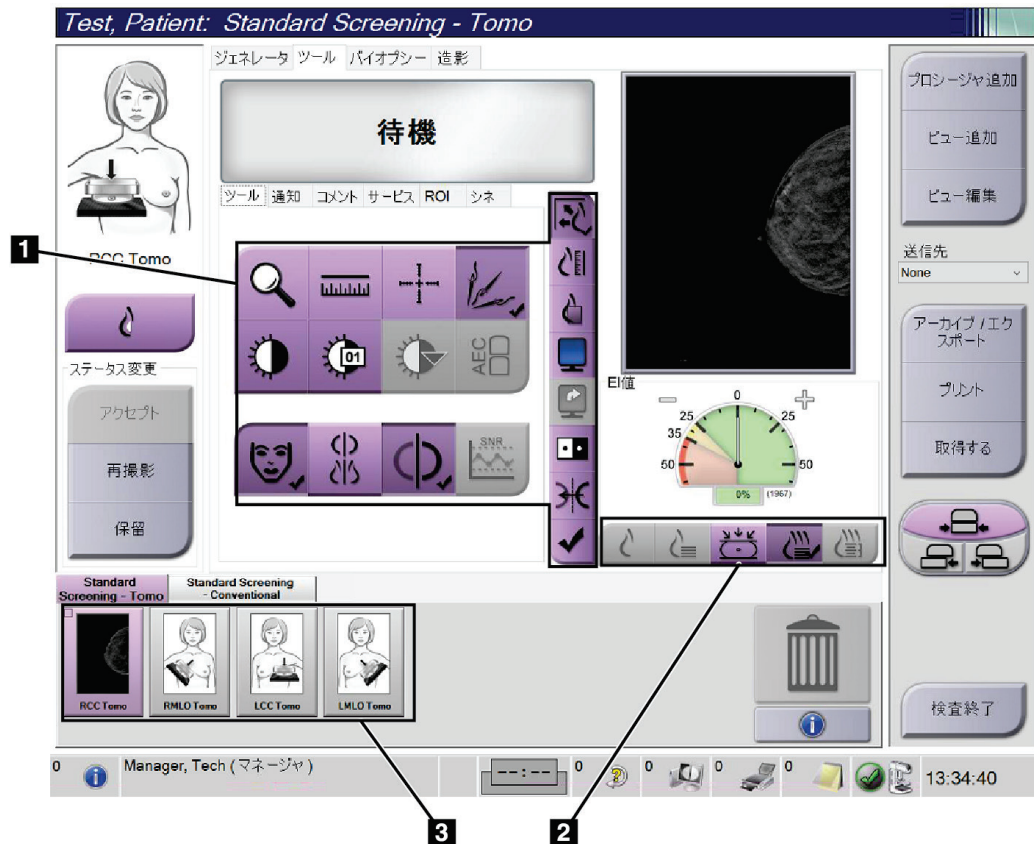 Test, Patient: Standard Screening - Tomo
ジェネレータ ツール バイオプシー 造影
待機
ツール 通知 コメント サービス ROI シネ
RCC Tomo
ステータス変更
アクセプト
再撮影
保留
01
AEC
SNR
EI値
0
25
25
35
50
50
0%
(1967)
プロシージャ追加
ビュー追加
ビュー編集
送信先
None
アーカイブ / エク
スポート
プリント
取得する
検査終了
1
Standard
Screening - Tomo
Standard Screening
- Conventional
RCC Tomo
RMLO Tomo
LCC Tomo
LMLO Tomo
0
Manager, Tech ( マネージャ )
--:--
0
0
0
0
13:34:40
3
2